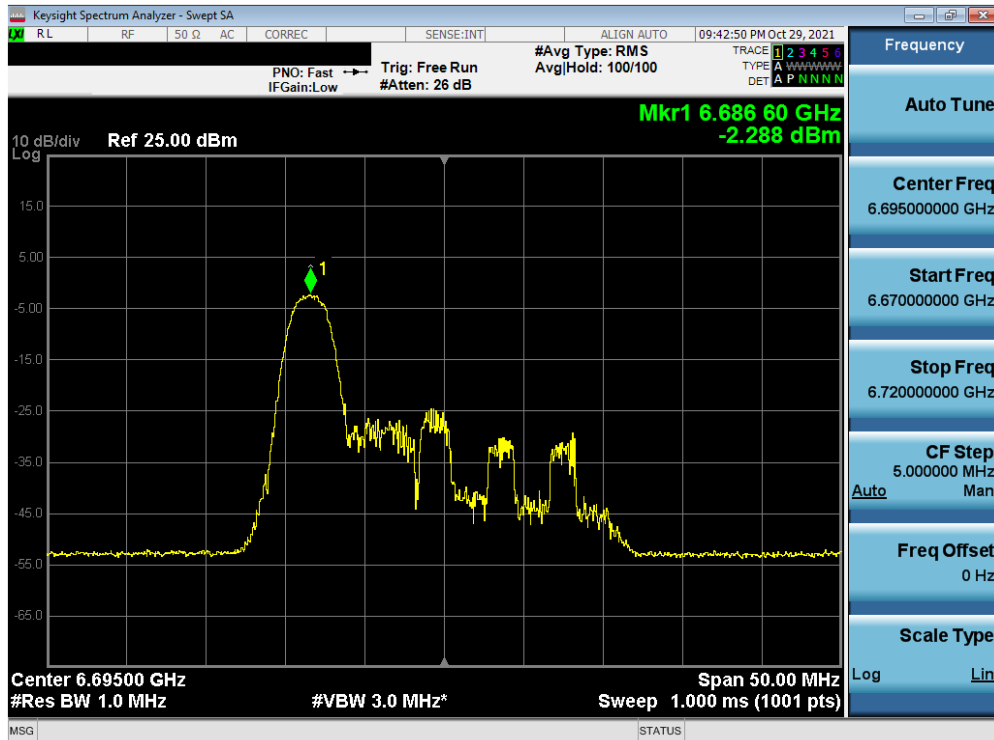 Keysight Spectrum Analyzer - Swept SA
LXI RL RF 50 Ω AC CORREC SENSE:INT ALIGN AUTO 09:42:50 PM Oct 29, 2021
PNO: Fast
IFGain:Low
Trig: Free Run
#Atten: 26 dB
#Avg Type: RMS
Avg|Hold: 100/100
TRACE 1 2 3 4 5 6
TYPE A WWWWW
DET A P N N N N
Mkr1 6.686 60 GHz
-2.288 dBm
10 dB/div Ref 25.00 dBm
Log
15.0
5.00
-5.00
-15.0
-25.0
-35.0
-45.0
-55.0
-65.0
1
Center 6.69500 GHz Span 50.00 MHz
#Res BW 1.0 MHz #VBW 3.0 MHz* Sweep 1.000 ms (1001 pts)
MSG STATUS
Frequency
Auto Tune
Center Freq
6.695000000 GHz
Start Freq
6.670000000 GHz
Stop Freq
6.720000000 GHz
CF Step
5.000000 MHz
Auto Man
Freq Offset
0 Hz
Scale Type
Log Lin